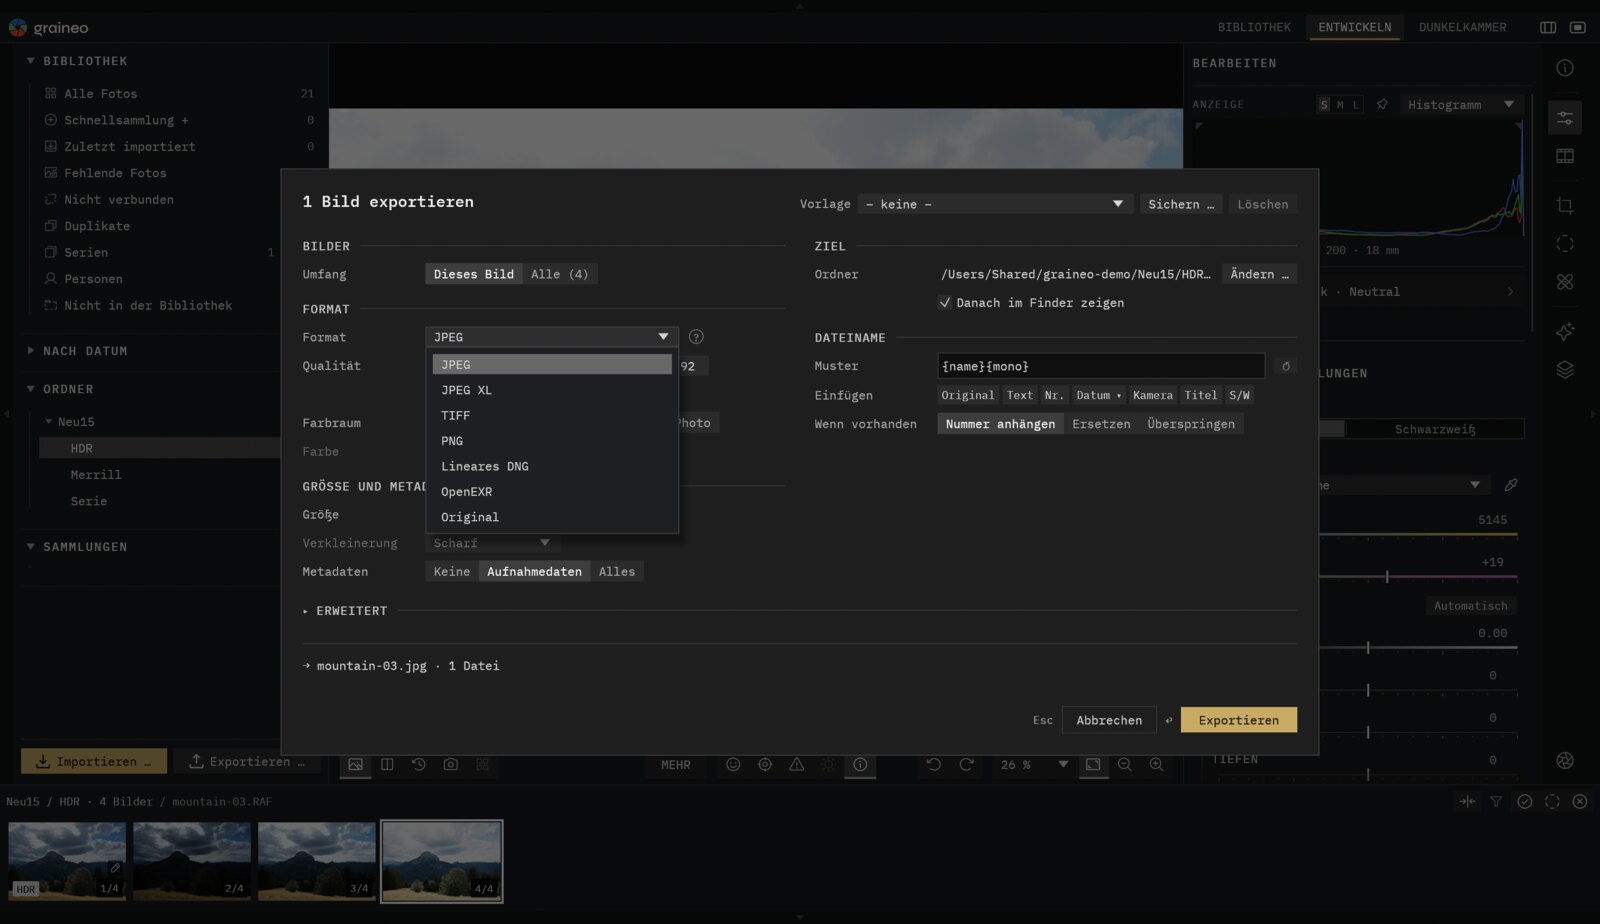 graineo
BIBLIOTHEK ENTWICKELN DUNKELKAMMER
BIBLIOTHEK
Alle Fotos 21
Schnellsammlung + 0
Zuletzt importiert 0
Fehlende Fotos
Nicht verbunden
Duplikate
Serien 1
Personen
Nicht in der Bibliothek
NACH DATUM
ORDNER
Neu15
HDR
Merrill
Serie
SAMMLUNGEN
Importieren …
Exportieren …
BEARBEITEN
ANZEIGE S M L Histogramm
200 · 18 mm
k · Neutral
LUNGEN
Schwarzweiß
ne
5145
+19
Automatisch
0.00
0
0
TIEFEN 0
1 Bild exportieren
Vorlage – keine – Sichern … Löschen
BILDER
Umfang Dieses Bild Alle (4)
FORMAT
Format JPEG ?
JPEG
JPEG XL
TIFF
PNG
Lineares DNG
OpenEXR
Original
Qualität 92
Farbraum Photo
Farbe
GRÖSSE UND METAD
Größe
Verkleinerung Scharf
Metadaten Keine Aufnahmedaten Alles
ERWEITERT
ZIEL
Ordner /Users/Shared/graineo-demo/Neu15/HDR… Ändern …
Danach im Finder zeigen
DATEINAME
Muster {name}{mono}
Einfügen Original Text Nr. Datum Kamera Titel S/W
Wenn vorhanden Nummer anhängen Ersetzen Überspringen
→ mountain-03.jpg · 1 Datei
Esc Abbrechen Exportieren
MEHR
26 %
Neu15 / HDR · 4 Bilder / mountain-03.RAF
HDR 1/4
2/4
3/4
4/4